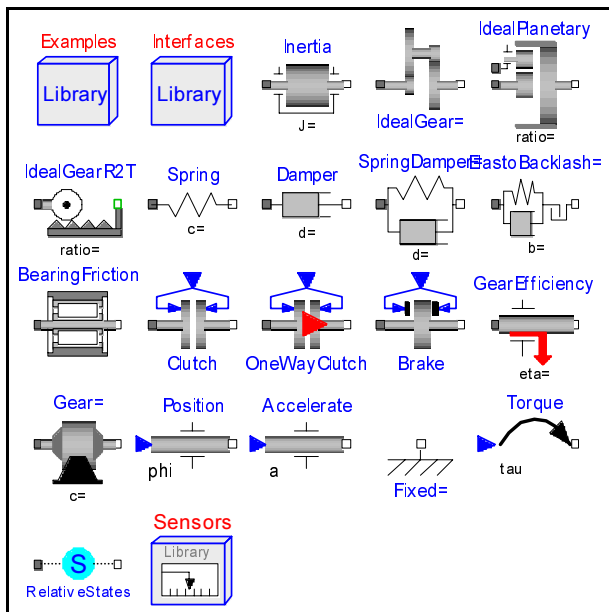 Examples
Interfaces
Inertia
IdealPlanetary
Library
Library
J=
IdealGear=
ratio=
IdealGearR2T
Spring
Damper
SpringDamper=
ElastoBacklash=
ratio=
c=
d=
d=
b=
BearingFriction
GearEfficiency
Clutch
OneWayClutch
Brake
eta=
Gear=
Position
Accelerate
Torque
c=
phi
a
Fixed=
tau
Sensors
S
Library
RelativeStates